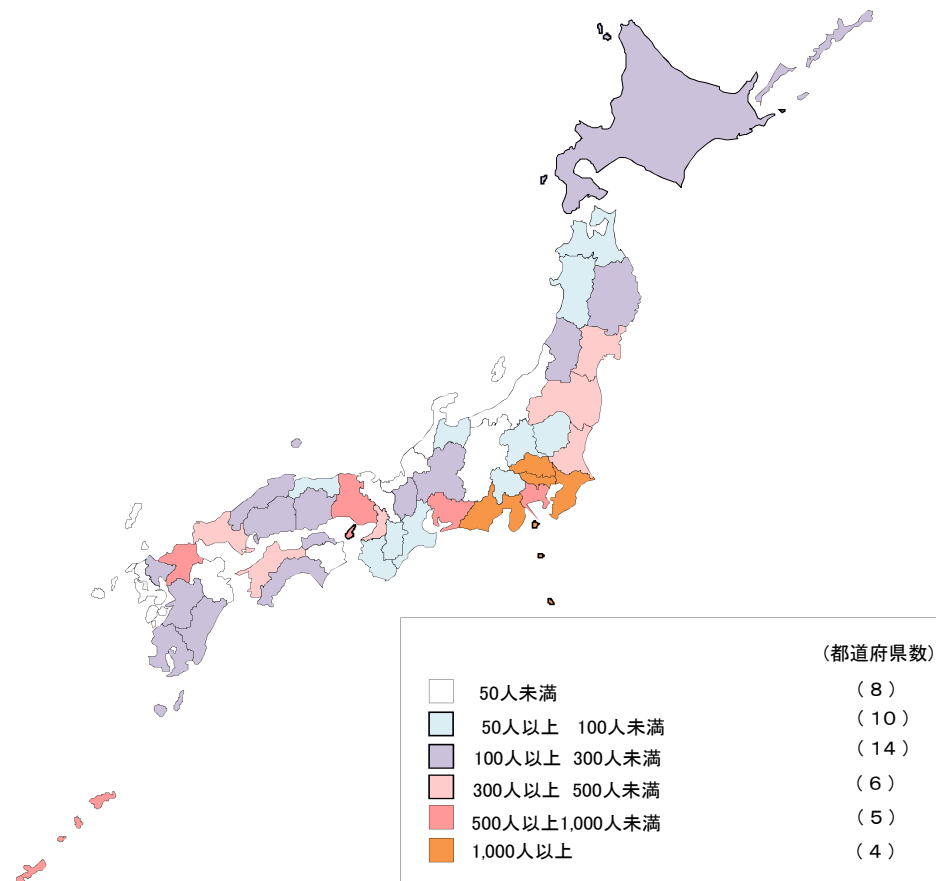 (都道府県数)
50人未満 (8)
50人以上 100人未満 (10)
100人以上 300人未満 (14)
300人以上 500人未満 (6)
500人以上1,000人未満 (5)
1,000人以上 (4)